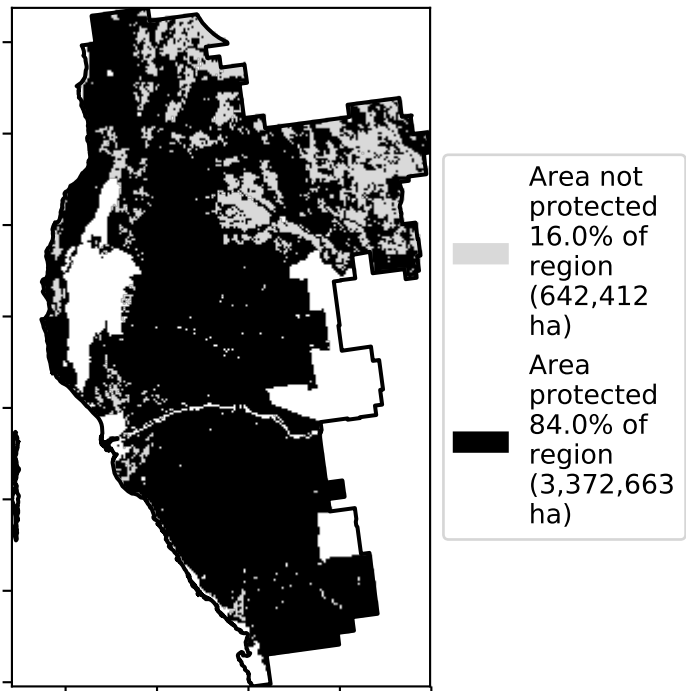 Area not
protected
16.0% of
region
(642,412
ha)
Area
protected
84.0% of
region
(3,372,663
ha)